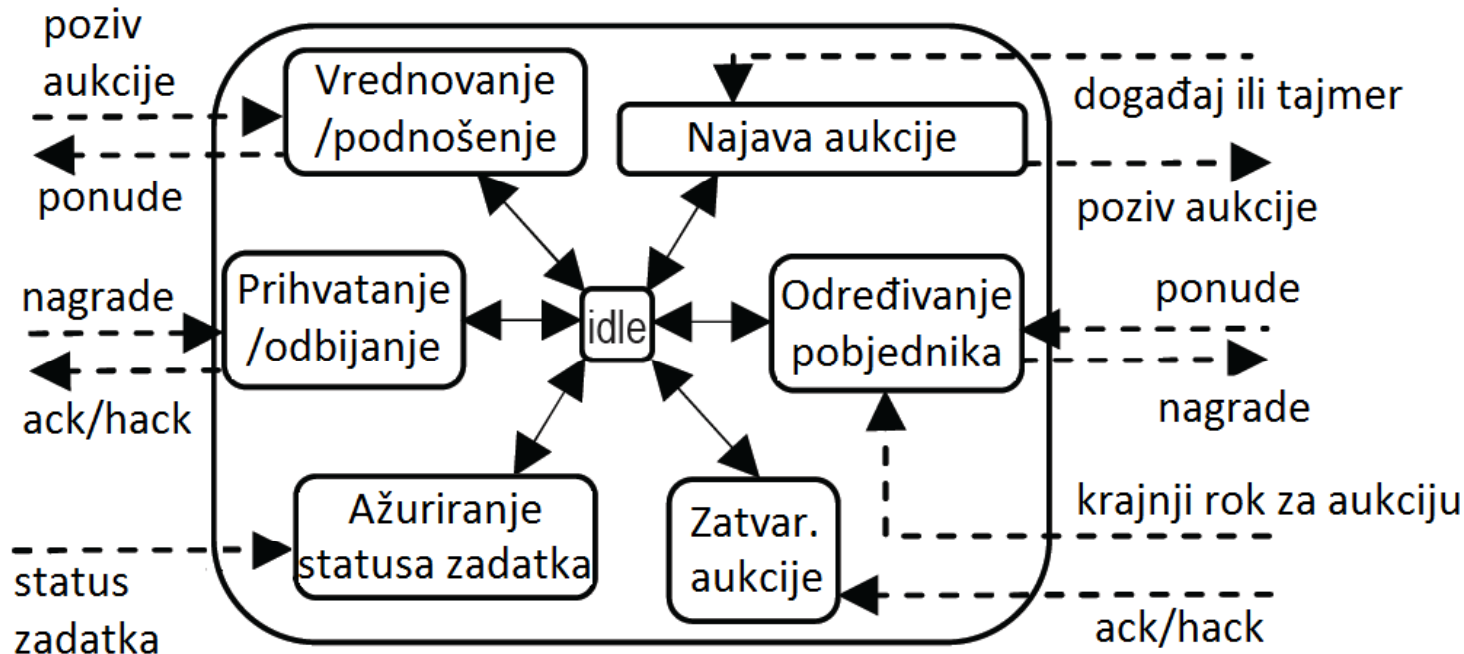 poziv
aukcije
ponude
nagrade
ack/hack
status
zadatka
Vrednovanje
/podnošenje
Najava aukcije
Prihvatanje
/odbijanje
idle
Određivanje
pobjednika
Ažuriranje
statusa zadatka
Zatvar.
aukcije
događaj ili tajmer
poziv aukcije
ponude
nagrade
krajnji rok za aukciju
ack/hack